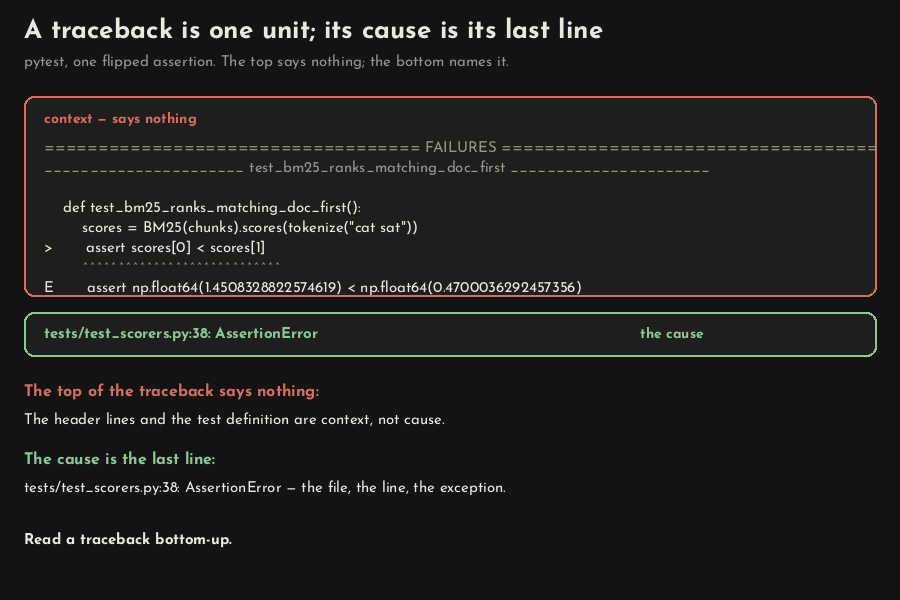 A traceback is one unit; its cause is its last line
pytest, one flipped assertion. The top says nothing; the bottom names it.
context — says nothing
================================= FAILURES =================================
______________________ test_bm25_ranks_matching_doc_first ______________________
def test_bm25_ranks_matching_doc_first():
scores = BM25(chunks).scores(tokenize("cat sat"))
> assert scores[0] < scores[1]
^^^^^^^^^^^^^^^^^^^^^^^^^^^
E assert np.float64(1.4508328822574619) < np.float64(0.4700036292457356)
tests/test_scorers.py:38: AssertionError the cause
The top of the traceback says nothing:
The header lines and the test definition are context, not cause.
The cause is the last line:
tests/test_scorers.py:38: AssertionError — the file, the line, the exception.
Read a traceback bottom-up.